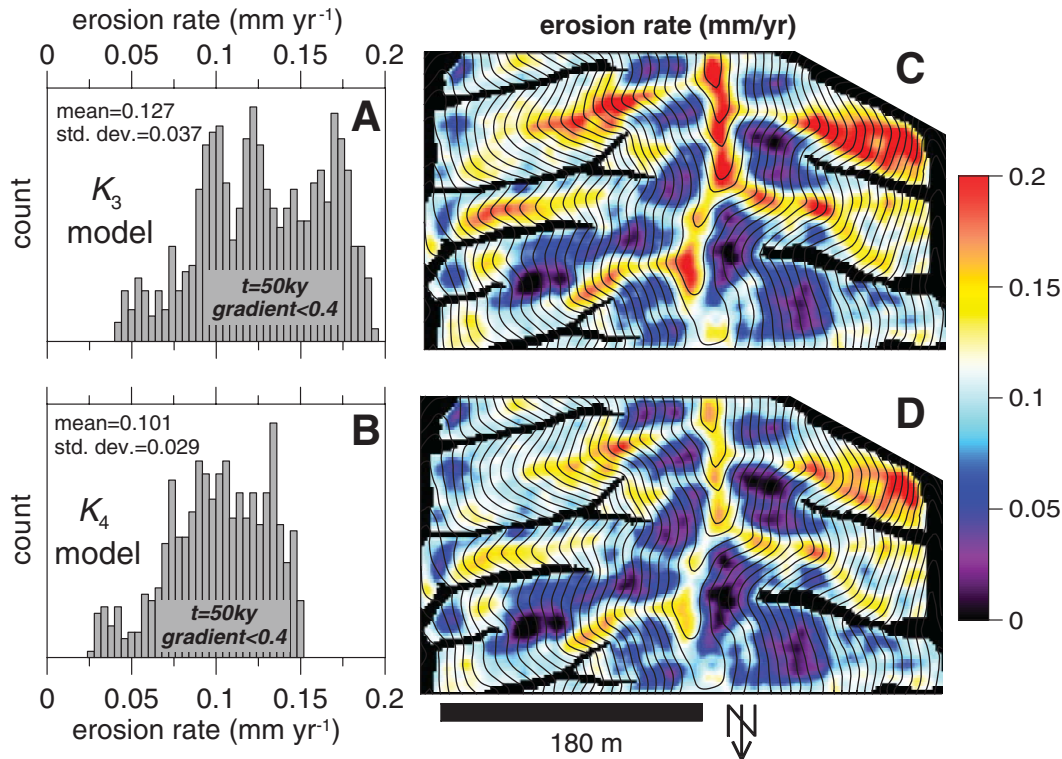 erosion rate (mm yr-1)
0 0.05 0.1 0.15 0.2
mean=0.127
std. dev.=0.037
A
K3
model
count
t=50ky
gradient<0.4
mean=0.101
std. dev.=0.029
B
K4
model
count
t=50ky
gradient<0.4
0 0.05 0.1 0.15 0.2
erosion rate (mm yr-1)
erosion rate (mm/yr)
C
D
0.2
0.15
0.1
0.05
0
180 m
N